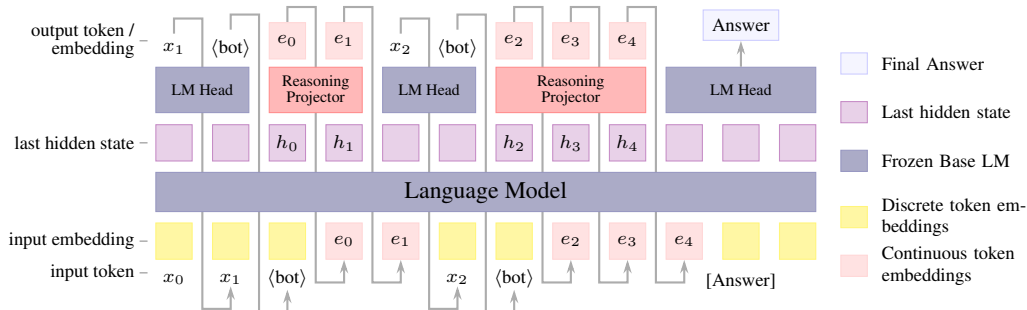 output token /
embedding
x₁ ⟨bot⟩ e₀ e₁ x₂ ⟨bot⟩ e₂ e₃ e₄ Answer
LM Head Reasoning Projector LM Head Reasoning Projector LM Head
last hidden state h₀ h₁ h₂ h₃ h₄
Language Model
input embedding e₀ e₁ e₂ e₃ e₄
input token x₀ x₁ ⟨bot⟩ x₂ ⟨bot⟩ [Answer]
Final Answer
Last hidden state
Frozen Base LM
Discrete token em-
beddings
Continuous token
embeddings